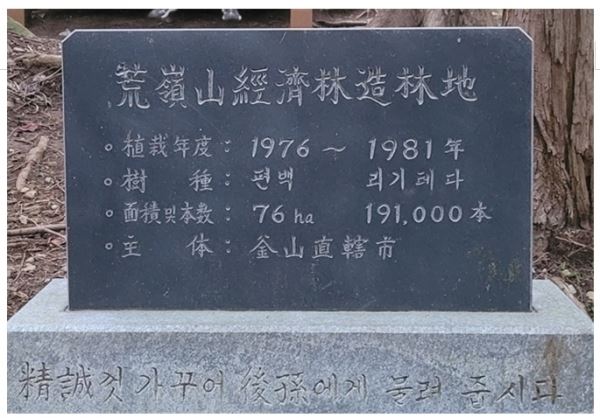 荒嶺山經濟林造林地
○植栽年度: 1976 ~ 1981年
○樹 種: 편백 리기테다
○面積및本数: 76 ha 191,000本
○主 体: 釜山直轄市
精誠껏 가꾸어 後孫에게 물려 줍시다